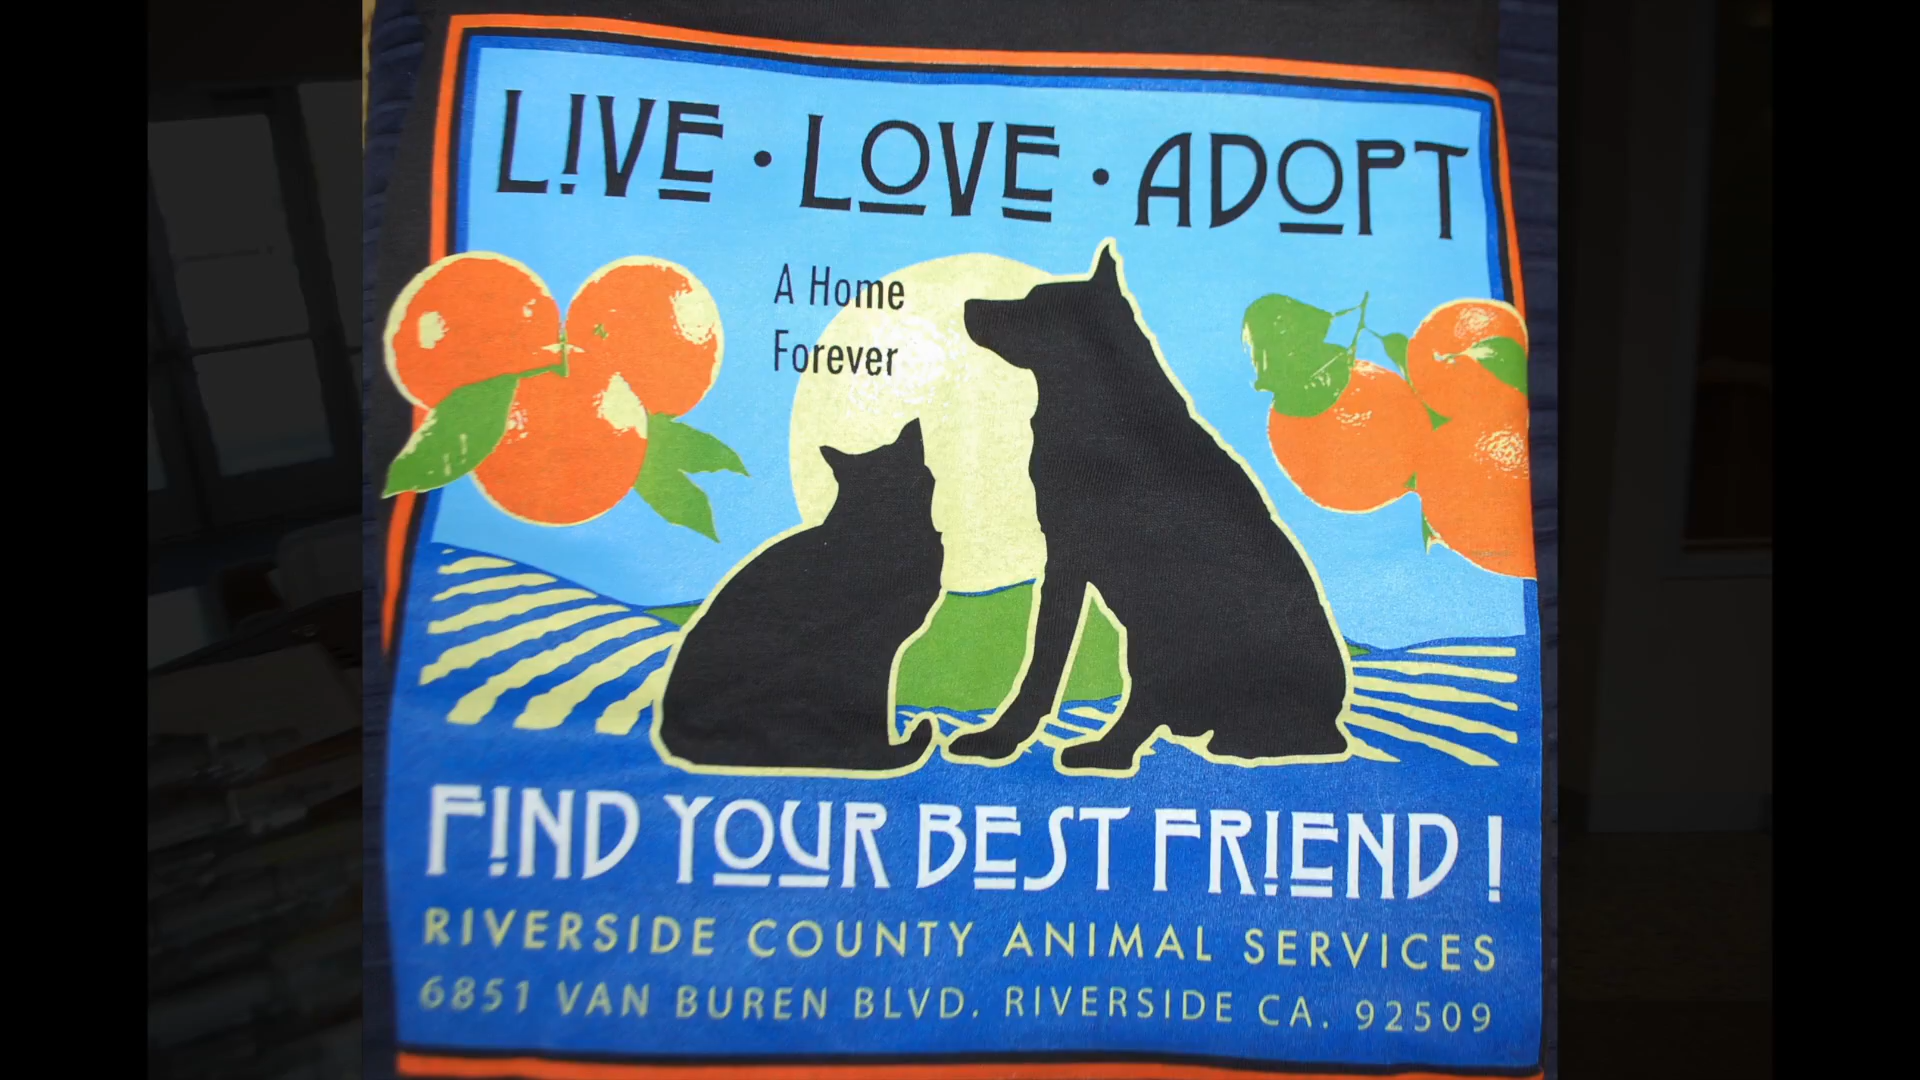 LIVE • LOVE • ADOPT
A Home
Forever
FIND YOUR BEST FRIEND!
RIVERSIDE COUNTY ANIMAL SERVICES
6851 VAN BUREN BLVD. RIVERSIDE CA. 92509